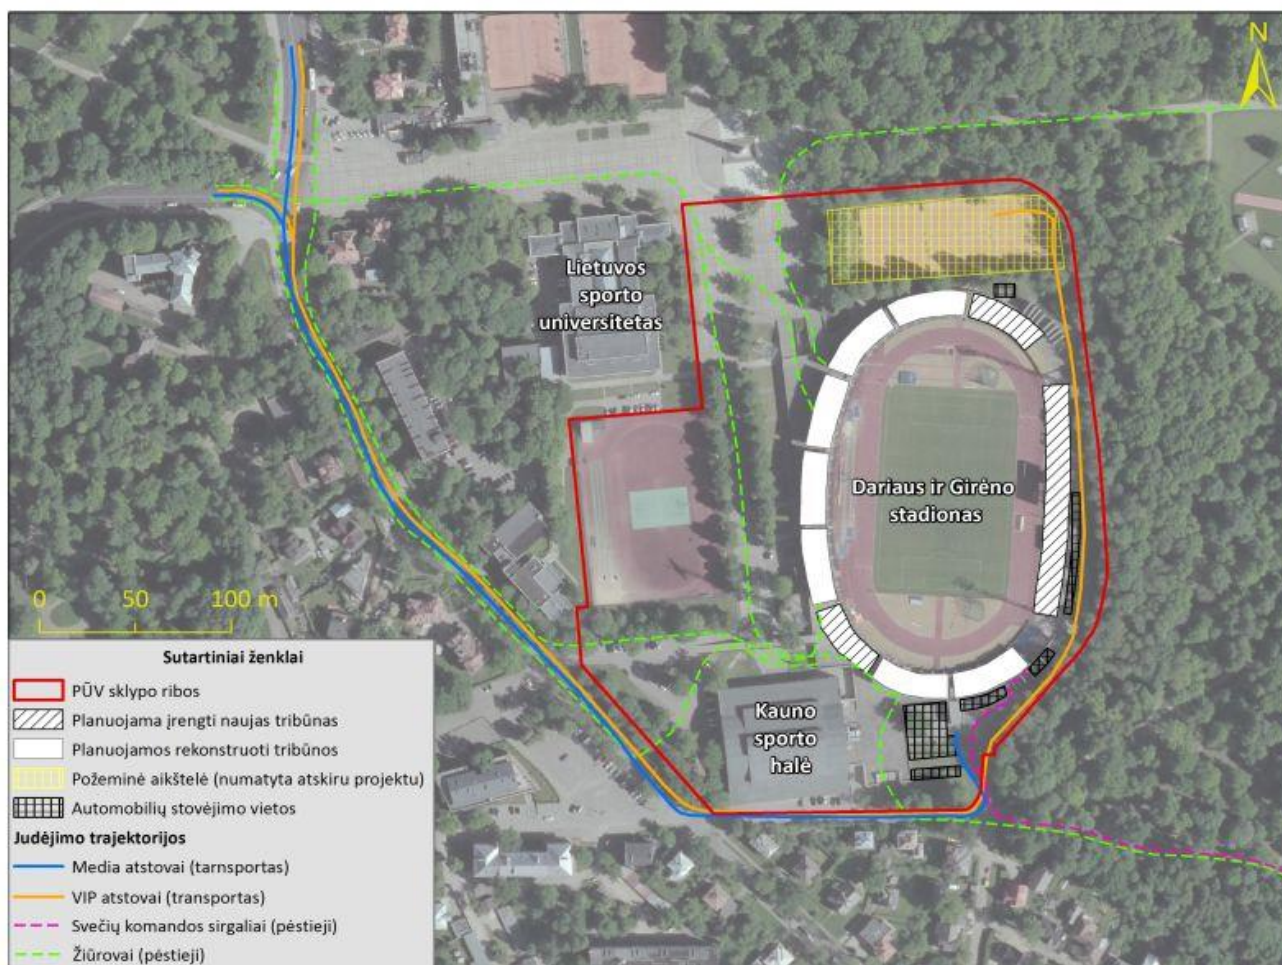 N
Lietuvos
sporto
universitetas
Dariaus ir Girėno
stadionas
0 50 100 m
Kauno
sporto
halė
Sutartiniai ženklai
PŪV sklypo ribos
Planuojama įrengti naujas tribūnas
Planuojamos rekonstruoti tribūnos
Požeminė aikštelė (numatyta atskiru projektu)
Automobilių stovėjimo vietos
Judėjimo trajektorijos
Media atstovai (tarnsportas)
VIP atstovai (transportas)
Svečių komandos sirgaliai (pėstieji)
Žiūrovai (pėstieji)